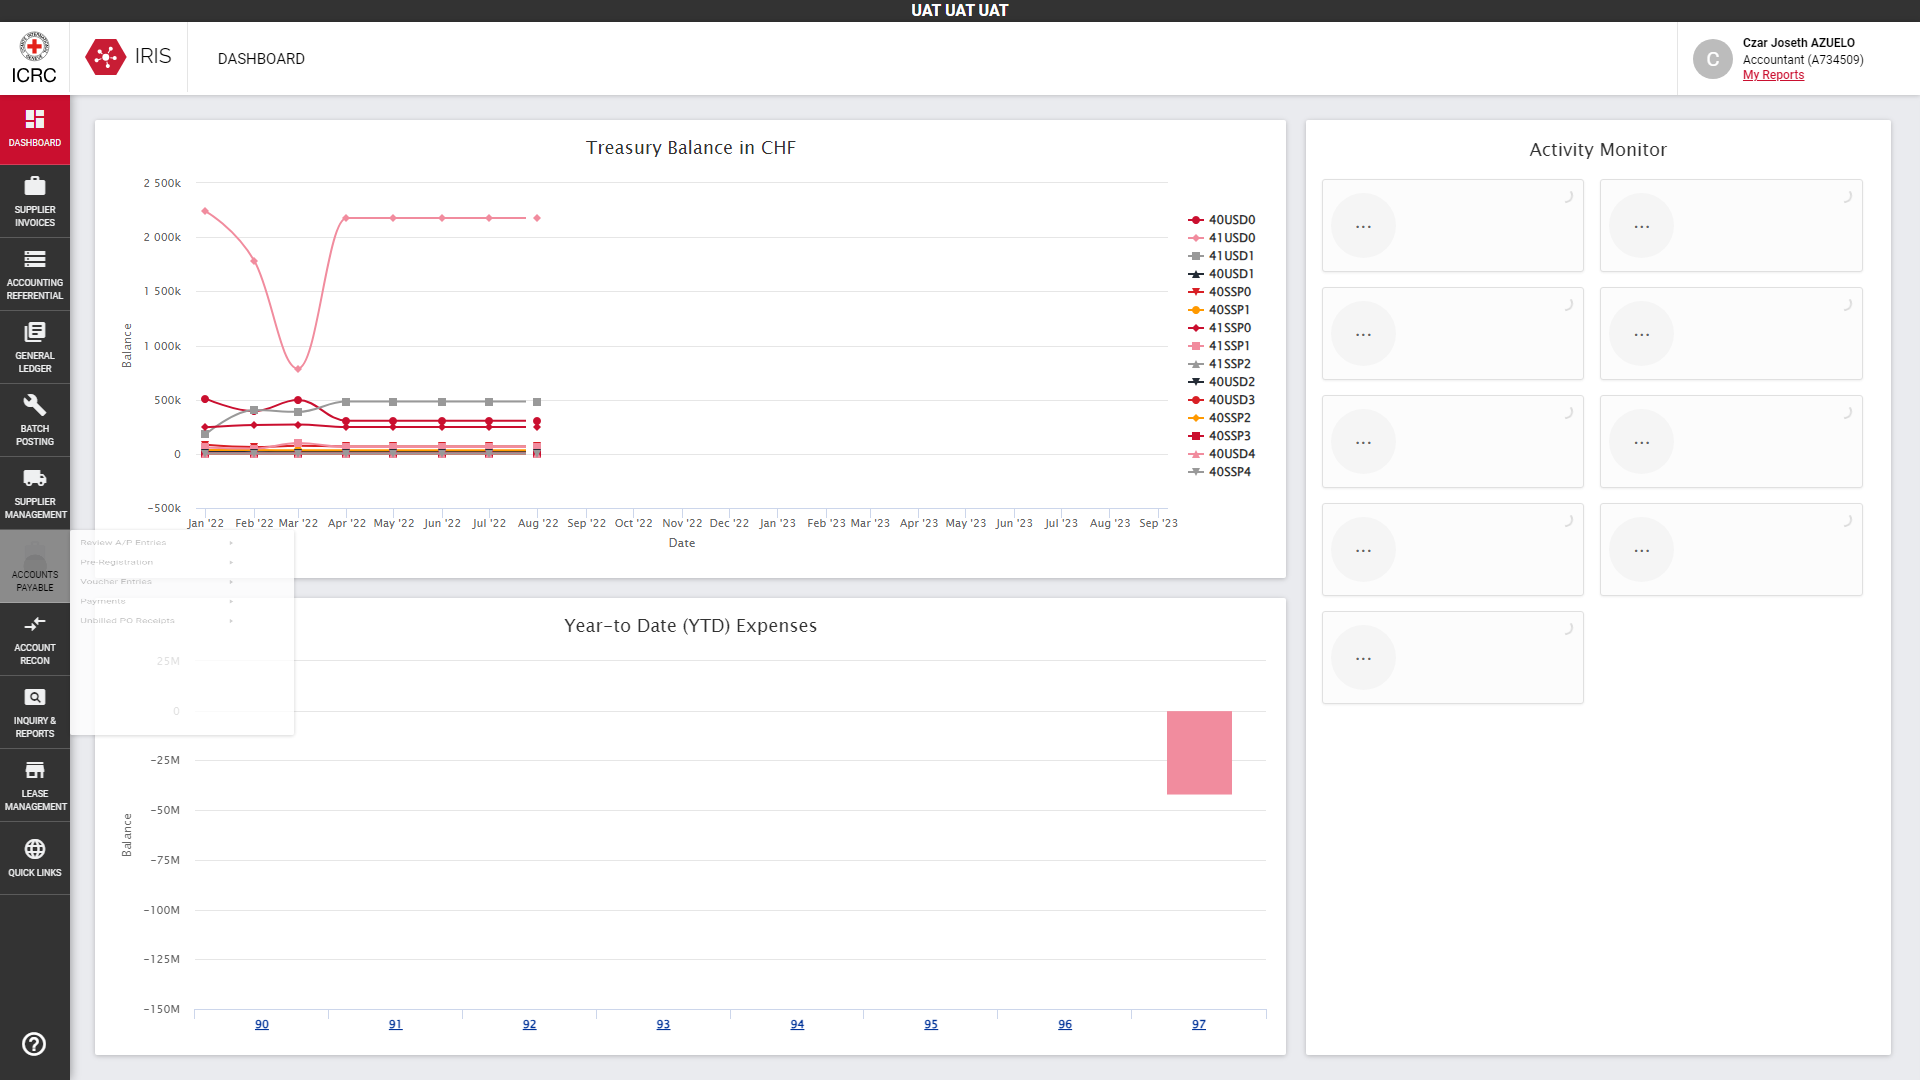 UAT UAT UAT
ICRC
IRIS
DASHBOARD
Czar Joseth AZUELO
Accountant (A734509)
My Reports
DASHBOARD
SUPPLIER
INVOICES
ACCOUNTING
REFERENTIAL
GENERAL
LEDGER
BATCH
POSTING
SUPPLIER
MANAGEMENT
ACCOUNTS
PAYABLE
ACCOUNT
RECON
INQUIRY &
REPORTS
LEASE
MANAGEMENT
QUICK LINKS
Review A/P Entries
Pre-Registration
Voucher Entries
Payments
Unbilled PO Receipts
Treasury Balance in CHF
2 500k
2 000k
1 500k
1 000k
500k
0
-500k
Balance
Jan '22 Feb '22 Mar '22 Apr '22 May '22 Jun '22 Jul '22 Aug '22 Sep '22 Oct '22 Nov '22 Dec '22 Jan '23 Feb '23 Mar '23 Apr '23 May '23 Jun '23 Jul '23 Aug '23 Sep '23
Date
40USD0
41USD0
41USD1
40USD1
40SSP0
40SSP1
41SSP0
41SSP1
41SSP2
40USD2
40USD3
40SSP2
40SSP3
40USD4
40SSP4
Year-to Date (YTD) Expenses
25M
0
-25M
-50M
-75M
-100M
-125M
-150M
Balance
90 91 92 93 94 95 96 97
Activity Monitor
... ...
... ...
... ...
... ...
...